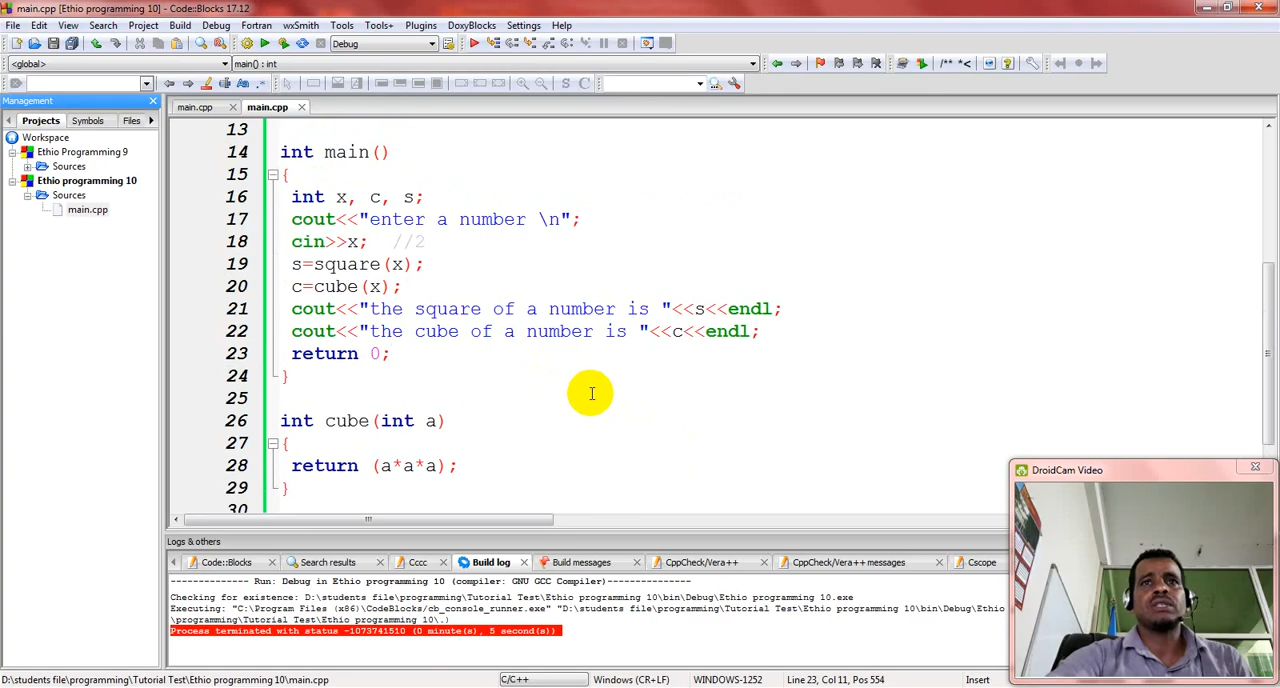 main.cpp [Ethio programming 10] - Code::Blocks 17.12
File Edit View Search Project Build Debug Fortran wxSmith Tools Tools+ Plugins DoxyBlocks Settings Help
Debug
<global> main() : int
/** *<
S C
Management
main.cpp main.cpp
Projects Symbols Files
Workspace
Ethio Programming 9
Sources
Ethio programming 10
Sources
main.cpp
13
14 int main()
15 {
16 int x, c, s;
17 cout<<"enter a number \n";
18 cin>>x; //2
19 s=square(x);
20 c=cube(x);
21 cout<<"the square of a number is "<<s<<endl;
22 cout<<"the cube of a number is "<<c<<endl;
23 return 0;
24 }
25
26 int cube(int a)
27 {
28 return (a*a*a);
29 }
30
DroidCam Video
Logs & others
Code::Blocks Search results Cccc Build log Build messages CppCheck/Vera++ CppCheck/Vera++ messages Cscope
-------------- Run: Debug in Ethio programming 10 (compiler: GNU GCC Compiler)---------------
Checking for existence: D:\students file\programming\Tutorial Test\Ethio programming 10\bin\Debug\Ethio programming 10.exe
Executing: "C:\Program Files (x86)\CodeBlocks/cb_console_runner.exe" "D:\students file\programming\Tutorial Test\Ethio programming 10\bin\Debug\Ethio
\programming\Tutorial Test\Ethio programming 10\.)
Process terminated with status -1073741510 (0 minute(s), 5 second(s))
D:\students file\programming\Tutorial Test\Ethio programming 10\main.cpp C/C++ Windows (CR+LF) WINDOWS-1252 Line 23, Col 11, Pos 554 Insert